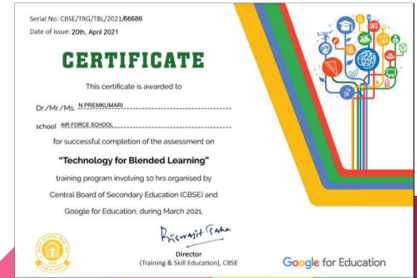 Serial No: CBSE/TRG/TBL/2021/66686
Date of issue: 20th, April 2021
CERTIFICATE
This certificate is awarded to
Dr./Mr./Ms. N PREMKUMARI
school AIR FORCE SCHOOL
for successful completion of the assessment on
"Technology for Blended Learning"
training program involving 10 hrs organised by
Central Board of Secondary Education (CBSE) and
Google for Education, during March 2021.
Director
(Training & Skill Education), CBSE
Google for Education